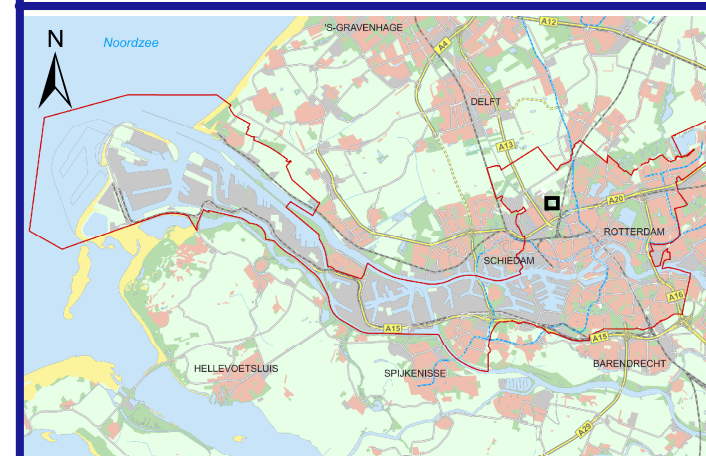 'S-GRAVENHAGE
A12
N
Noordzee
A4
DELFT
A13
A20
ROTTERDAM
SCHIEDAM
A16
A15
A15
HELLEVOETSLUIS
SPIJKENISSE
BARENDRECHT
A29